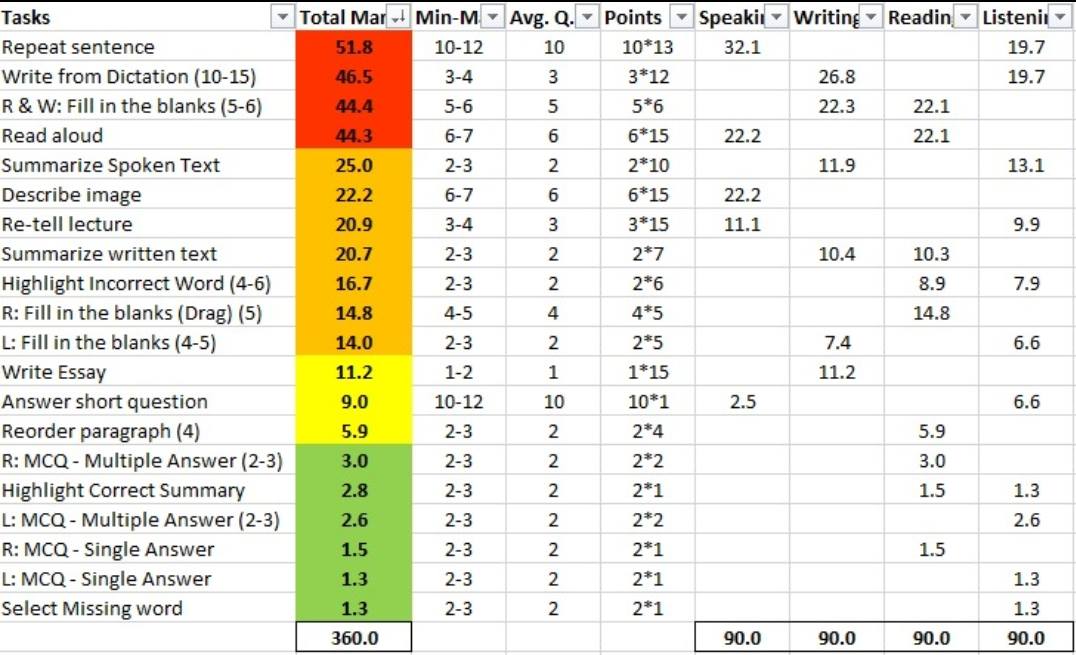 Tasks Total Mar Min-M Avg. Q. Points Speaki Writing Readin Listeni
Repeat sentence 51.8 10-12 10 10*13 32.1 19.7
Write from Dictation (10-15) 46.5 3-4 3 3*12 26.8 19.7
R & W: Fill in the blanks (5-6) 44.4 5-6 5 5*6 22.3 22.1
Read aloud 44.3 6-7 6 6*15 22.2 22.1
Summarize Spoken Text 25.0 2-3 2 2*10 11.9 13.1
Describe image 22.2 6-7 6 6*15 22.2
Re-tell lecture 20.9 3-4 3 3*15 11.1 9.9
Summarize written text 20.7 2-3 2 2*7 10.4 10.3
Highlight Incorrect Word (4-6) 16.7 2-3 2 2*6 8.9 7.9
R: Fill in the blanks (Drag) (5) 14.8 4-5 4 4*5 14.8
L: Fill in the blanks (4-5) 14.0 2-3 2 2*5 7.4 6.6
Write Essay 11.2 1-2 1 1*15 11.2
Answer short question 9.0 10-12 10 10*1 2.5 6.6
Reorder paragraph (4) 5.9 2-3 2 2*4 5.9
R: MCQ - Multiple Answer (2-3) 3.0 2-3 2 2*2 3.0
Highlight Correct Summary 2.8 2-3 2 2*1 1.5 1.3
L: MCQ - Multiple Answer (2-3) 2.6 2-3 2 2*2 2.6
R: MCQ - Single Answer 1.5 2-3 2 2*1 1.5
L: MCQ - Single Answer 1.3 2-3 2 2*1 1.3
Select Missing word 1.3 2-3 2 2*1 1.3
360.0 90.0 90.0 90.0 90.0